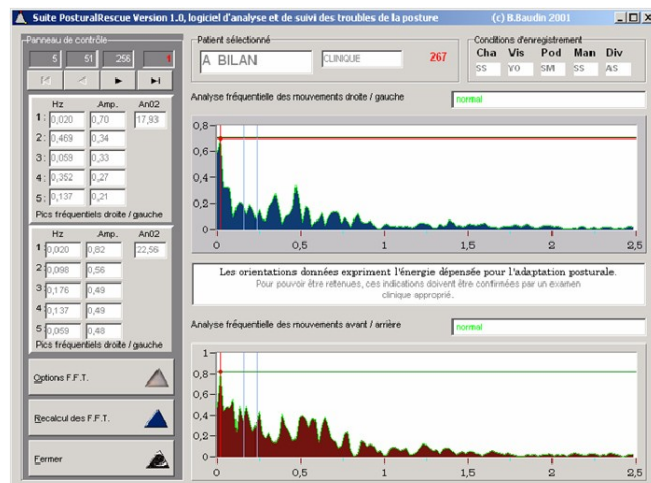 Suite PosturalRescue Version 1.0, logiciel d'analyse et de suivi des troubles de la posture (c) B.Baudin 2001
Panneau de contrôle
5 51 256 1
Patient sélectionné
A BILAN CLINIQUE 267
Conditions d'enregistrement
Cha Vis Pod Man Div
SS YO SM SS AS
Analyse fréquentielle des mouvements droite / gauche normal
Hz Amp. An02
1: 0,020 0,70 17,93
2: 0,469 0,34
3: 0,059 0,33
4: 0,352 0,27
5: 0,137 0,21
Pics fréquentiels droite / gauche
0,8
0,6
0,4
0,2
0
0 0,5 1 1,5 2 2,5
Les orientations données expriment l'énergie dépensée pour l'adaptation posturale.
Pour pouvoir être retenues, ces indications doivent être confirmées par un examen
clinique approprié.
Hz Amp. An02
1: 0,020 0,82 22,56
2: 0,098 0,56
3: 0,176 0,49
4: 0,137 0,49
5: 0,059 0,48
Pics fréquentiels droite / gauche
Analyse fréquentielle des mouvements avant / arrière normal
1
0,8
0,6
0,4
0,2
0
0 0,5 1 1,5 2 2,5
Options F.F.T.
Recalcul des F.F.T.
Fermer